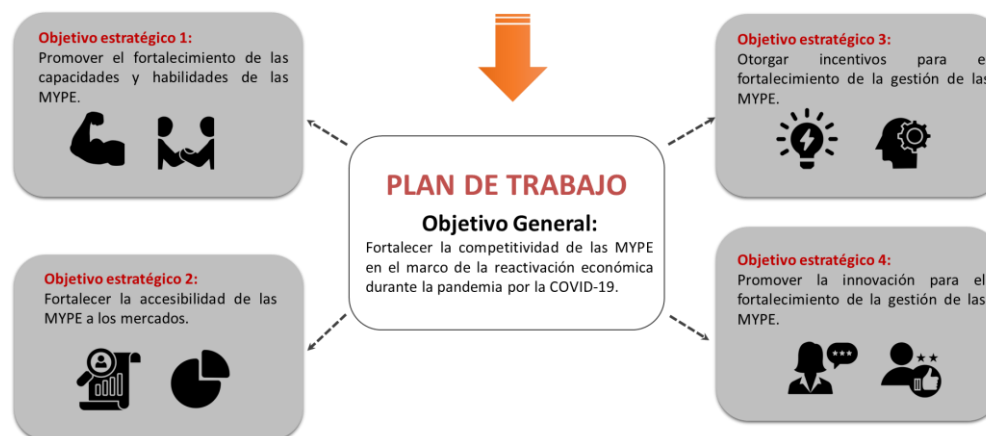 Objetivo estratégico 1:
Promover el fortalecimiento de las
capacidades y habilidades de las
MYPE.
Objetivo estratégico 3:
Otorgar incentivos para el
fortalecimiento de la gestión de las
MYPE.
PLAN DE TRABAJO
Objetivo General:
Fortalecer la competitividad de las MYPE
en el marco de la reactivación económica
durante la pandemia por la COVID-19.
Objetivo estratégico 2:
Fortalecer la accesibilidad de las
MYPE a los mercados.
Objetivo estratégico 4:
Promover la innovación para el
fortalecimiento de la gestión de las
MYPE.